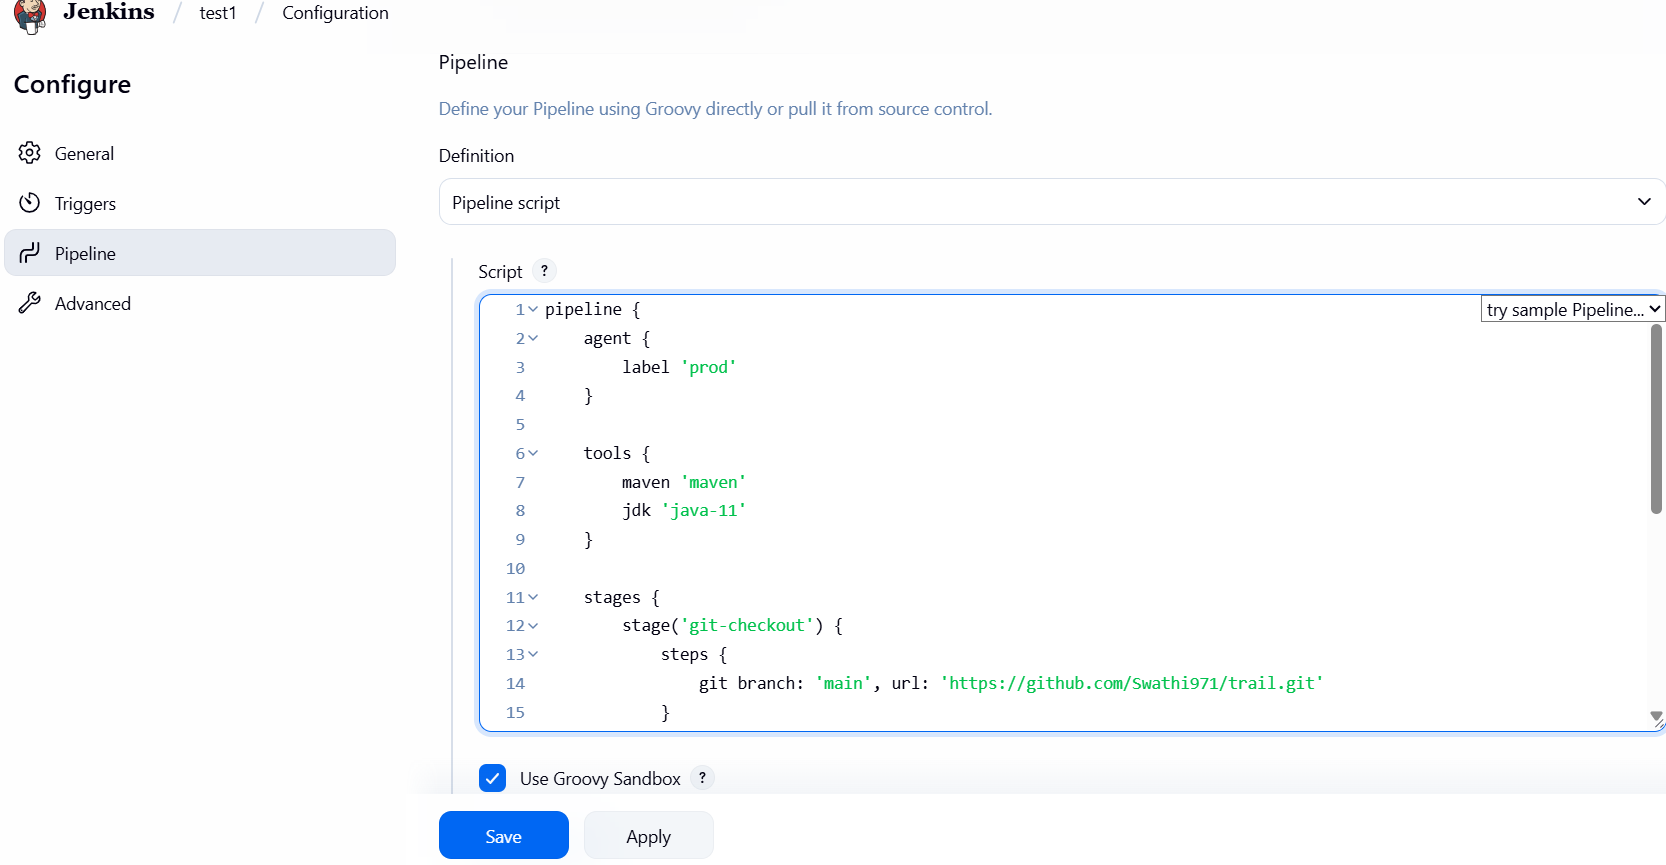 Jenkins / test1 / Configuration
Configure
General
Triggers
Pipeline
Advanced
Pipeline
Define your Pipeline using Groovy directly or pull it from source control.
Definition
Pipeline script
Script ?
try sample Pipeline...
1 pipeline {
2     agent {
3         label 'prod'
4     }
5
6     tools {
7         maven 'maven'
8         jdk 'java-11'
9     }
10
11     stages {
12         stage('git-checkout') {
13             steps {
14                 git branch: 'main', url: 'https://github.com/Swathi971/trail.git'
15             }
Use Groovy Sandbox ?
Save
Apply